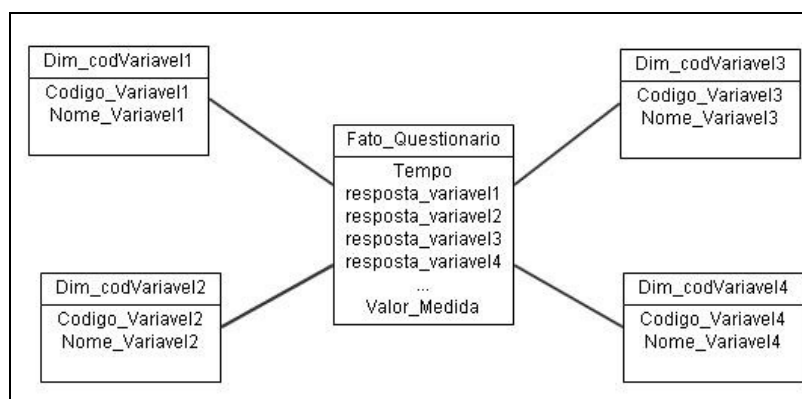 Dim_codVariavel1
Codigo_Variavel1
Nome_Variavel1
Dim_codVariavel3
Codigo_Variavel3
Nome_Variavel3
Fato_Questionario
Tempo
resposta_variavel1
resposta_variavel2
resposta_variavel3
resposta_variavel4
...
Valor_Medida
Dim_codVariavel2
Codigo_Variavel2
Nome_Variavel2
Dim_codVariavel4
Codigo_Variavel4
Nome_Variavel4